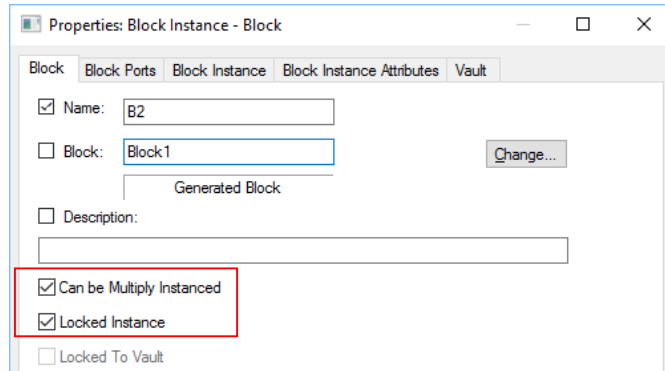 Properties: Block Instance - Block
Block Block Ports Block Instance Block Instance Attributes Vault
Name: B2
Block: Block1 Change...
Generated Block
Description:
Can be Multiply Instanced
Locked Instance
Locked To Vault